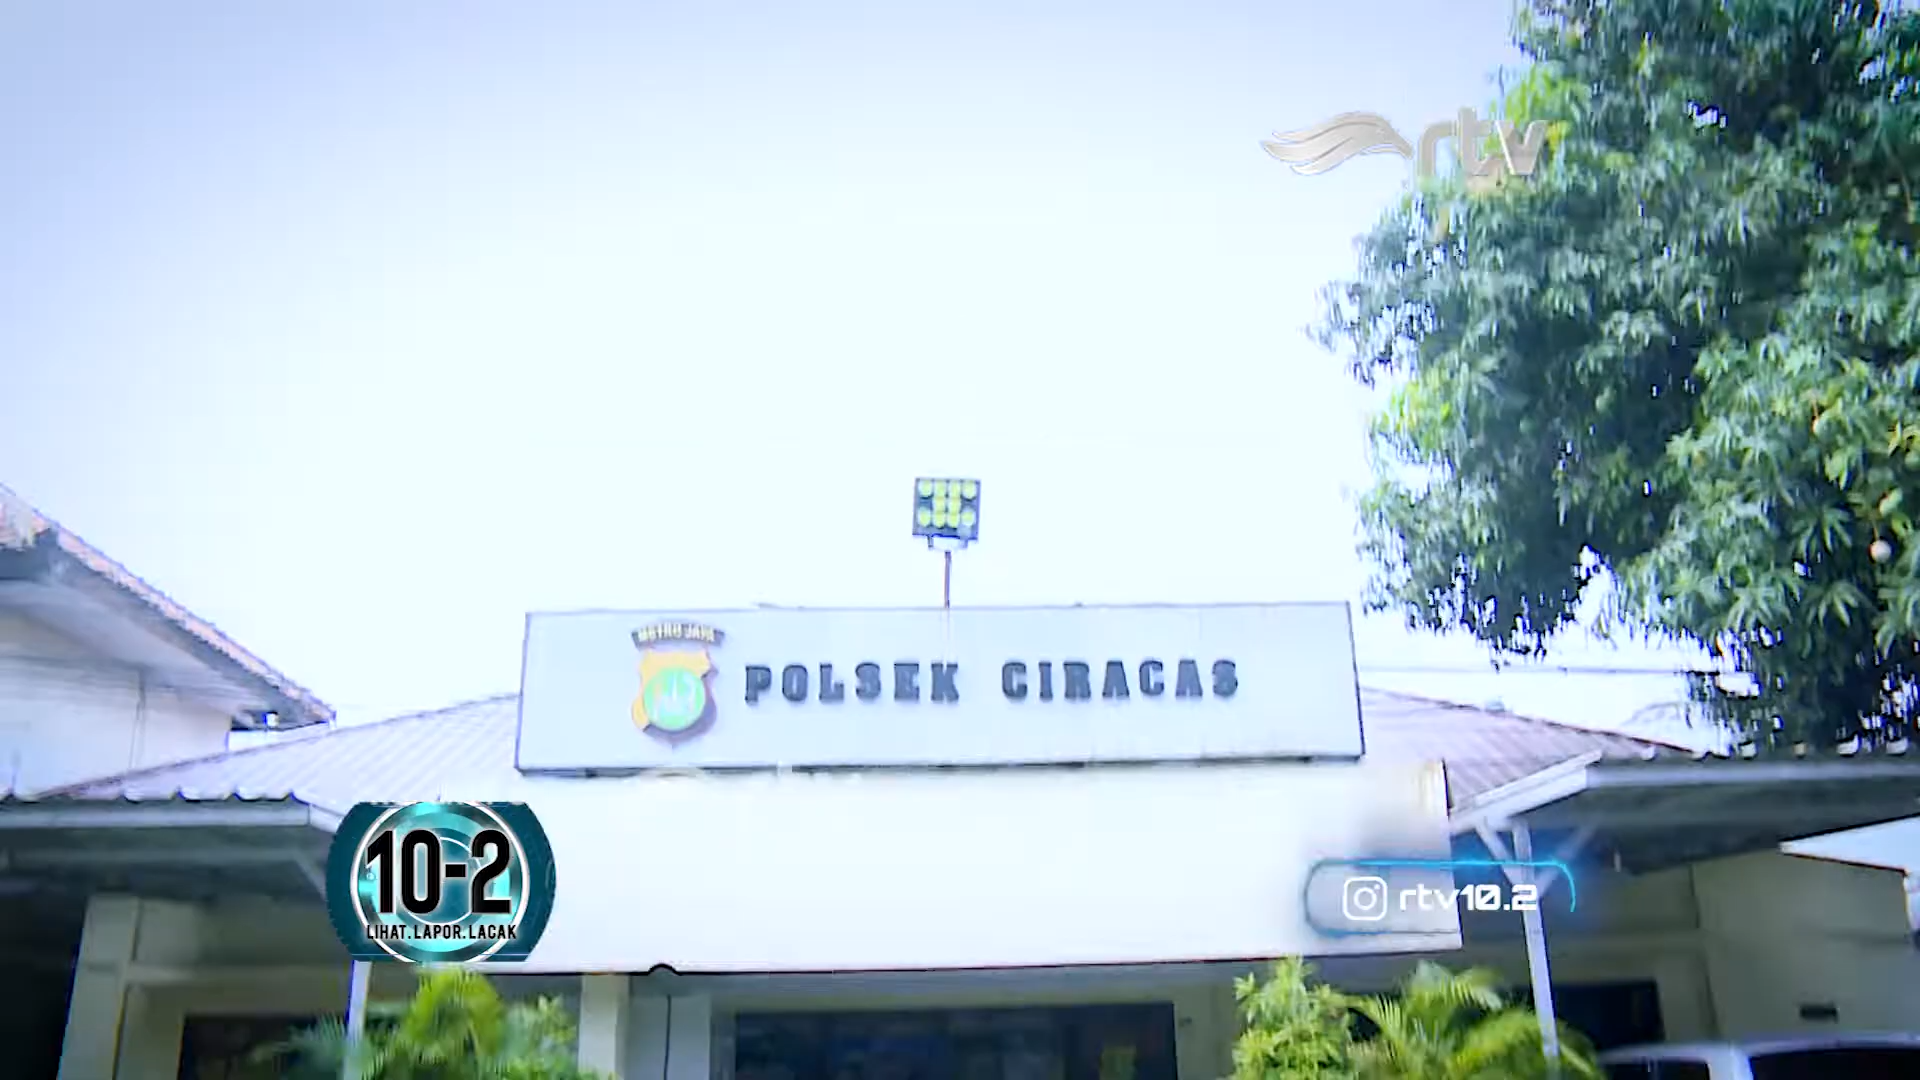 rtv
METRO JAYA
POLSEK CIRACAS
10-2
LIHAT.LAPOR.LACAK
rtv10.2